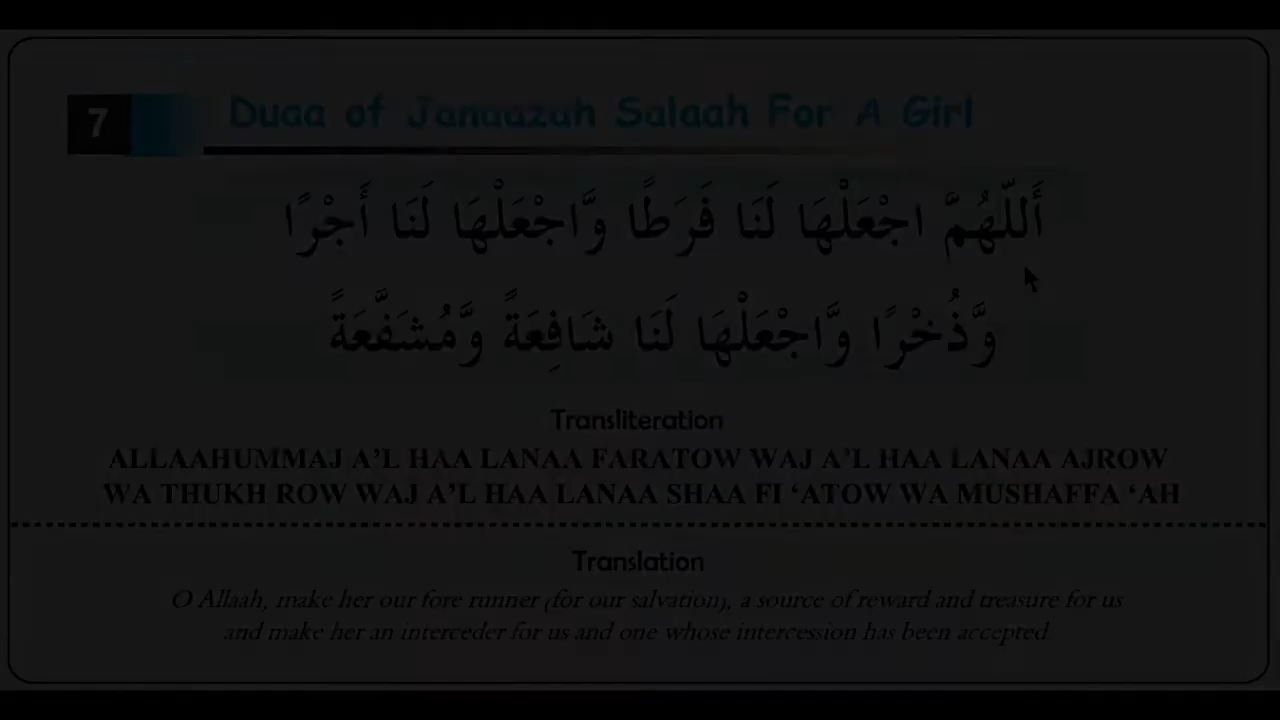 7
Duaa of Janaazah Salaah For A Girl
أَللّٰهُمَّ اجْعَلْهَا لَنَا فَرَطًا وَّاجْعَلْهَا لَنَا أَجْرًا
وَّذُخْرًا وَّاجْعَلْهَا لَنَا شَافِعَةً وَّمُشَفَّعَةً
Transliteration
ALLAAHUMMAJ A’L HAA LANAA FARATOW WAJ A’L HAA LANAA AJROW
WA THUKH ROW WAJ A’L HAA LANAA SHAA FI ‘ATOW WA MUSHAFFA ‘AH
Translation
O Allaah, make her our fore runner (for our salvation), a source of reward and treasure for us
and make her an interceder for us and one whose intercession has been accepted.